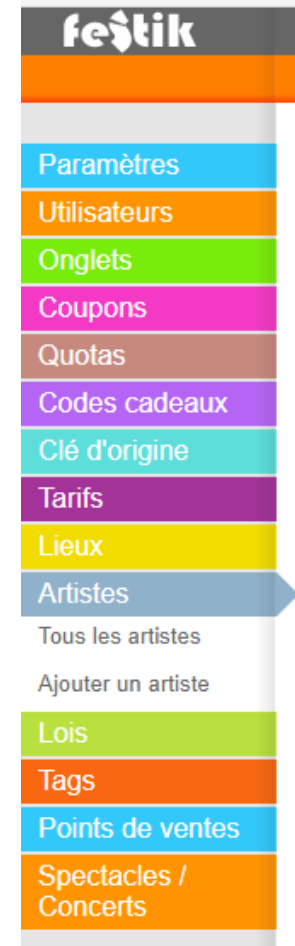 festik
Paramètres
Utilisateurs
Onglets
Coupons
Quotas
Codes cadeaux
Clé d'origine
Tarifs
Lieux
Artistes
Tous les artistes
Ajouter un artiste
Lois
Tags
Points de ventes
Spectacles /
Concerts